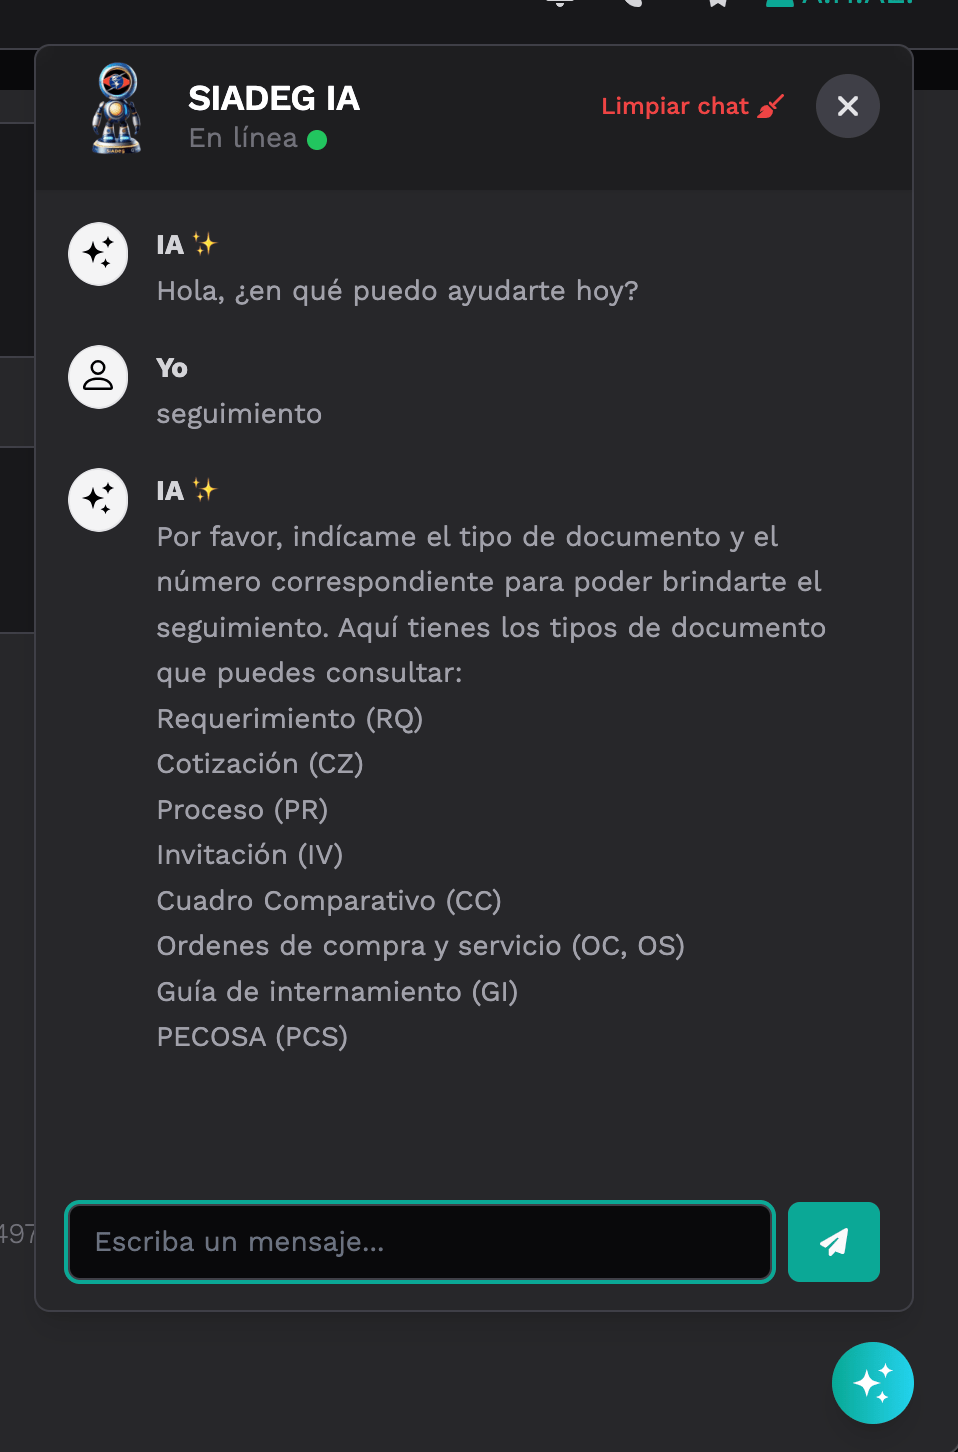 SIADEG IA
En línea
Limpiar chat
IA ✨
Hola, ¿en qué puedo ayudarte hoy?
Yo
seguimiento
IA ✨
Por favor, indícame el tipo de documento y el
número correspondiente para poder brindarte el
seguimiento. Aquí tienes los tipos de documento
que puedes consultar:
Requerimiento (RQ)
Cotización (CZ)
Proceso (PR)
Invitación (IV)
Cuadro Comparativo (CC)
Ordenes de compra y servicio (OC, OS)
Guía de internamiento (GI)
PECOSA (PCS)
497
Escriba un mensaje...